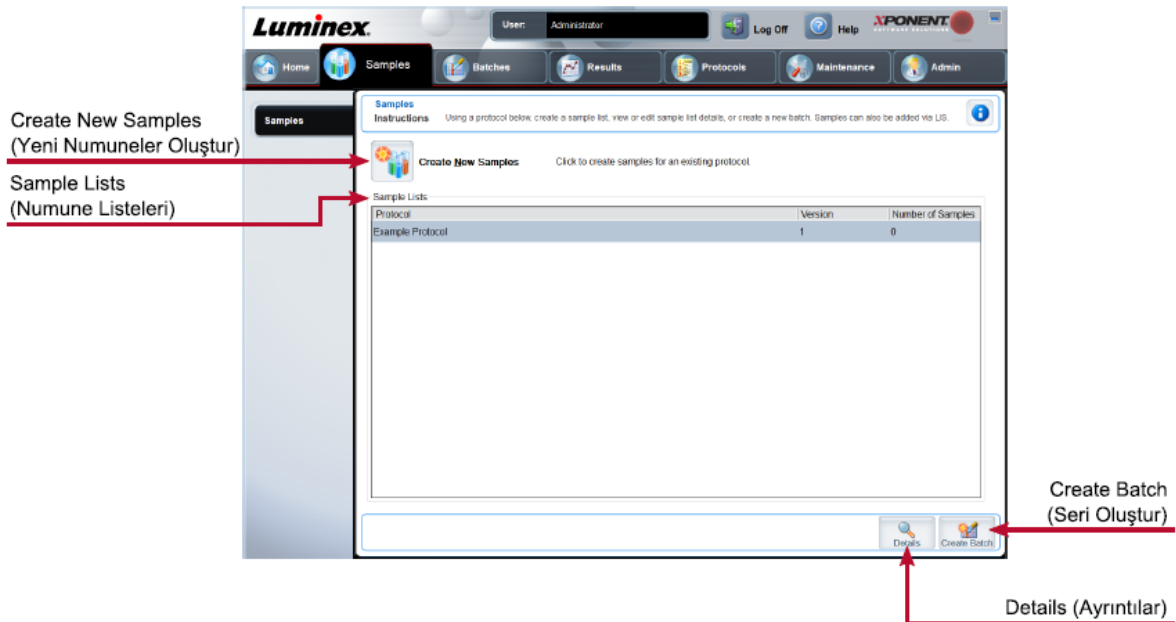 Luminex.
User:
Administrator
Log Off
Help
XPONENT
SOFTWARE SOLUTIONS
Home
Samples
Batches
Results
Protocols
Maintenance
Admin
Samples
Samples
Instructions Using a protocol below, create a sample list, view or edit sample list details, or create a new batch. Samples can also be added via LIS.
Create New Samples
(Yeni Numuneler Oluştur)
Create New Samples Click to create samples for an existing protocol.
Sample Lists
(Numune Listeleri)
Sample Lists
Protocol Version Number of Samples
Example Protocol 1 0
Create Batch
(Seri Oluştur)
Details
Create Batch
Details (Ayrıntılar)